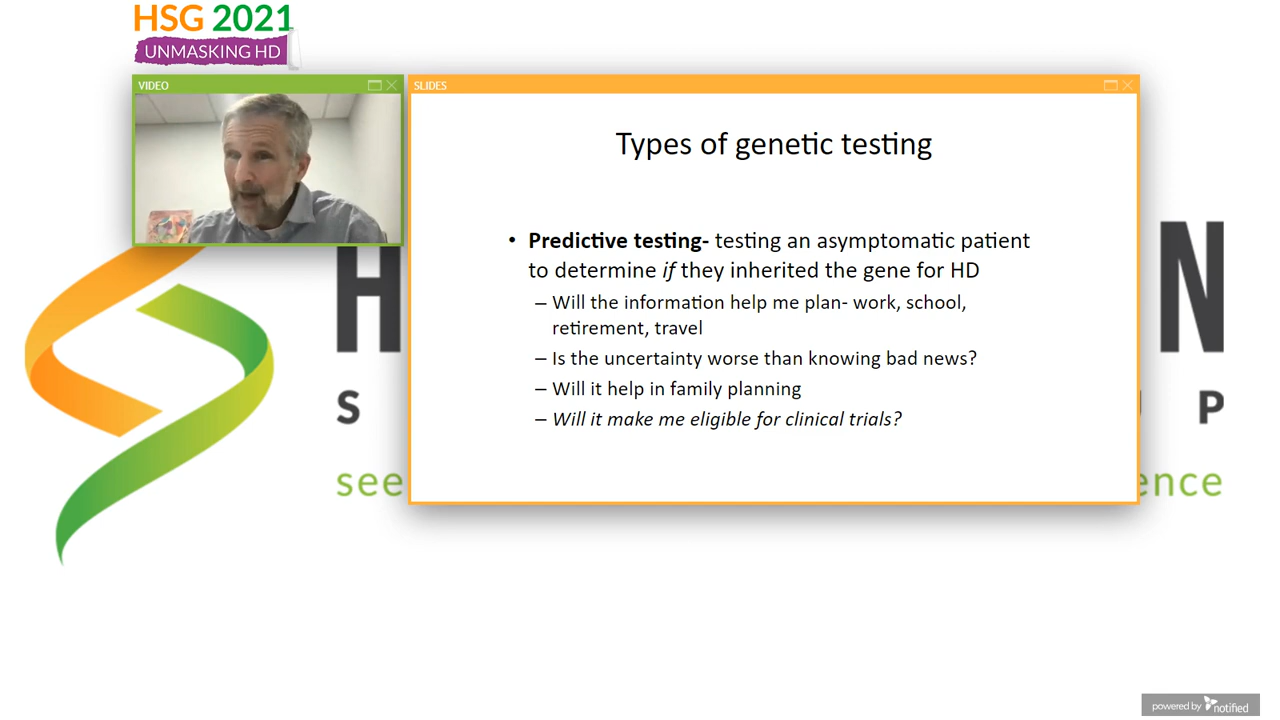 HSG 2021
UNMASKING HD
VIDEO
SLIDES
Types of genetic testing
• Predictive testing- testing an asymptomatic patient
to determine if they inherited the gene for HD
– Will the information help me plan- work, school,
retirement, travel
– Is the uncertainty worse than knowing bad news?
– Will it help in family planning
– Will it make me eligible for clinical trials?
H
N
S
P
see
ence
powered by notified